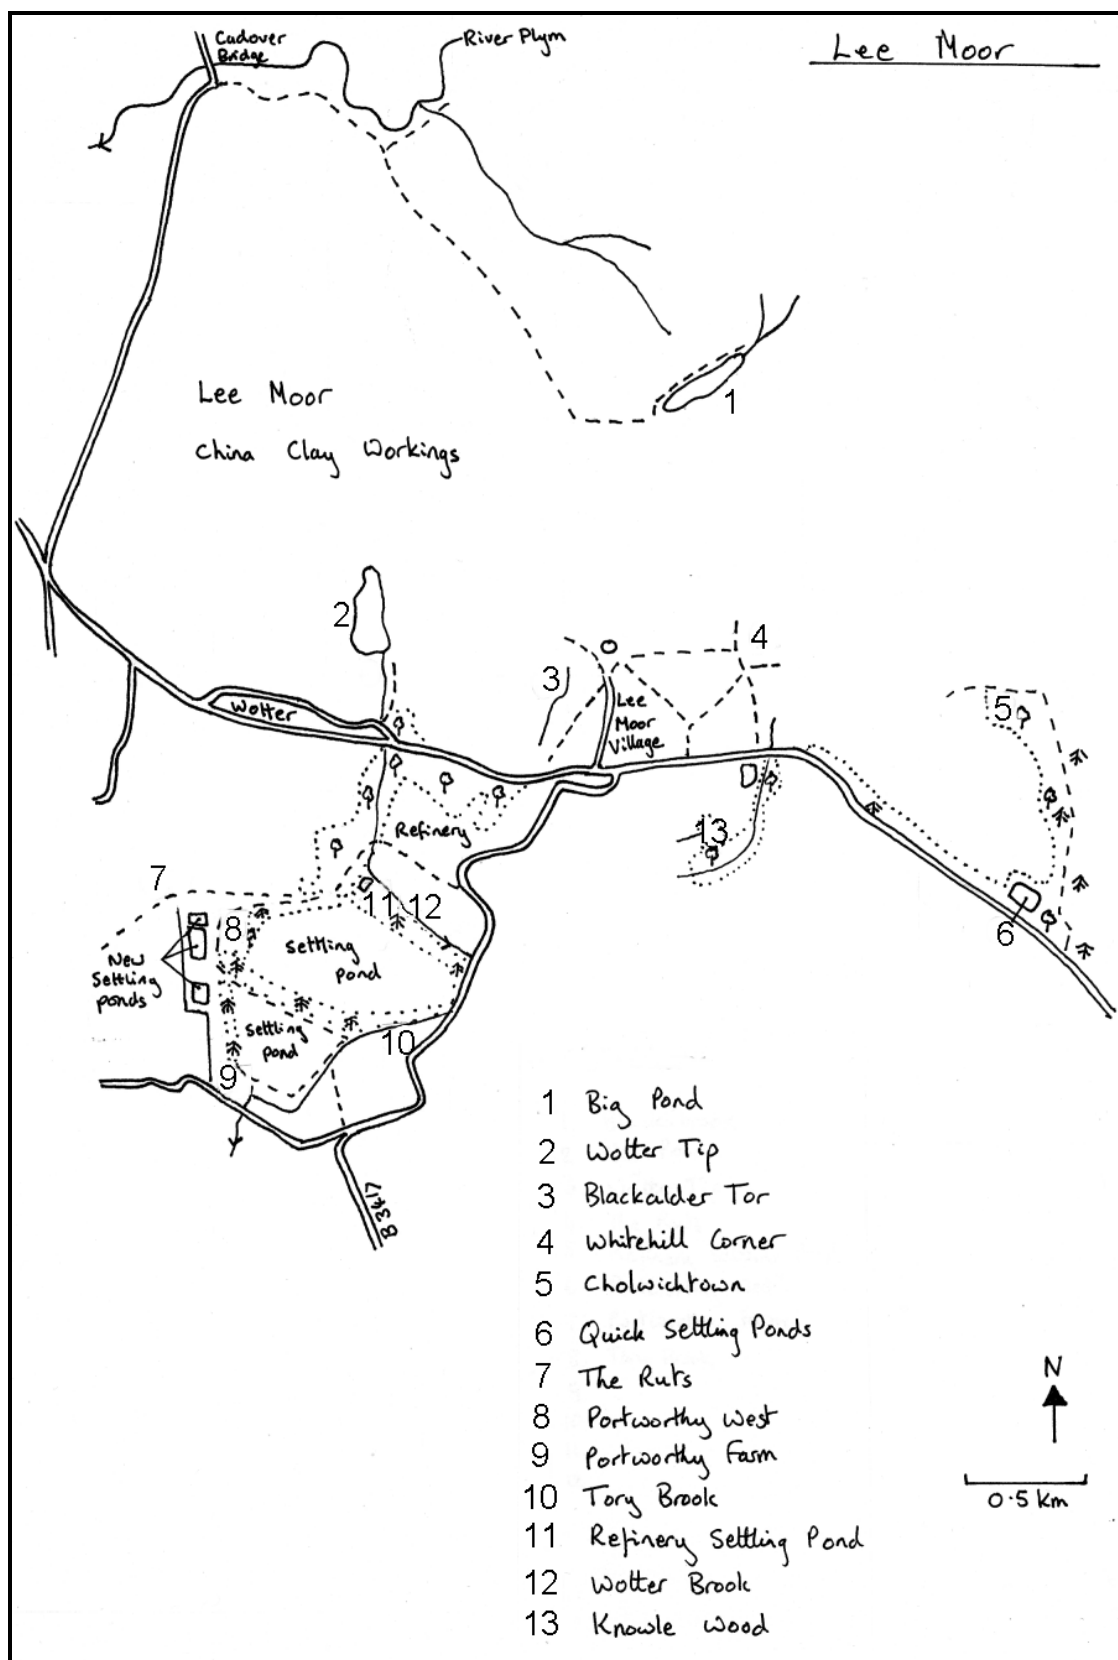 Cadover
Bridge
River Plym
Lee Moor
1
Lee Moor
China Clay Workings
2
3
4
5
Wotter
Lee
Moor
Village
Refinery
13
6
7
8
11
12
New
Settling
ponds
Settling
pond
Settling
pond
10
9
B3417
1 Big Pond
2 Wotter Tip
3 Blackalder Tor
4 Whitehill Corner
5 Cholwichtown
6 Quick Settling Ponds
7 The Ruts
8 Portworthy West
9 Portworthy Farm
10 Tory Brook
11 Refinery Settling Pond
12 Wotter Brook
13 Knowle Wood
N
0.5 km